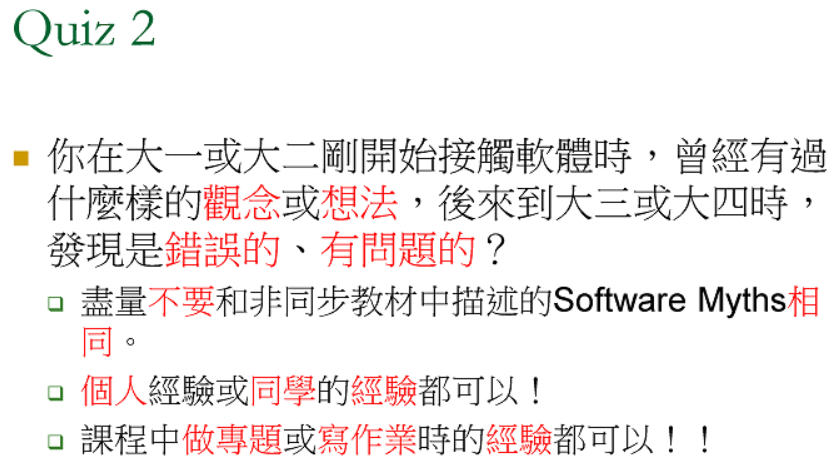 Quiz 2
你在大一或大二剛開始接觸軟體時，曾經有過
什麼樣的觀念或想法，後來到大三或大四時，
發現是錯誤的、有問題的？
盡量不要和非同步教材中描述的Software Myths相
同。
個人經驗或同學的經驗都可以！
課程中做專題或寫作業時的經驗都可以！！